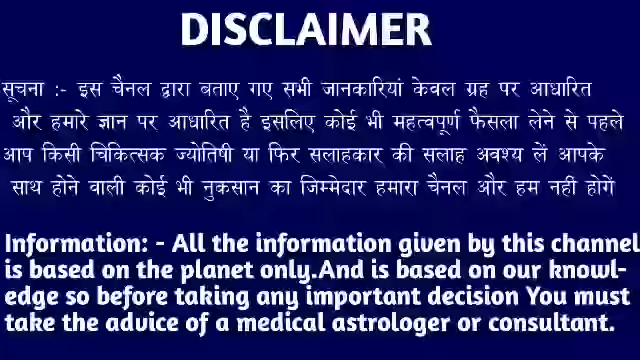 DISCLAIMER
सूचना :- इस चैनल द्वारा बताए गए सभी जानकारियां केवल ग्रह पर आधारित
और हमारे ज्ञान पर आधारित है इसलिए कोई भी महत्वपूर्ण फैसला लेने से पहले
आप किसी चिकित्सक ज्योतिषी या फिर सलाहकार की सलाह अवश्य लें आपके
साथ होने वाली कोई भी नुकसान का जिम्मेदार हमारा चैनल और हम नही होगें
Information: - All the information given by this channel
is based on the planet only.And is based on our knowl-
edge so before taking any important decision You must
take the advice of a medical astrologer or consultant.